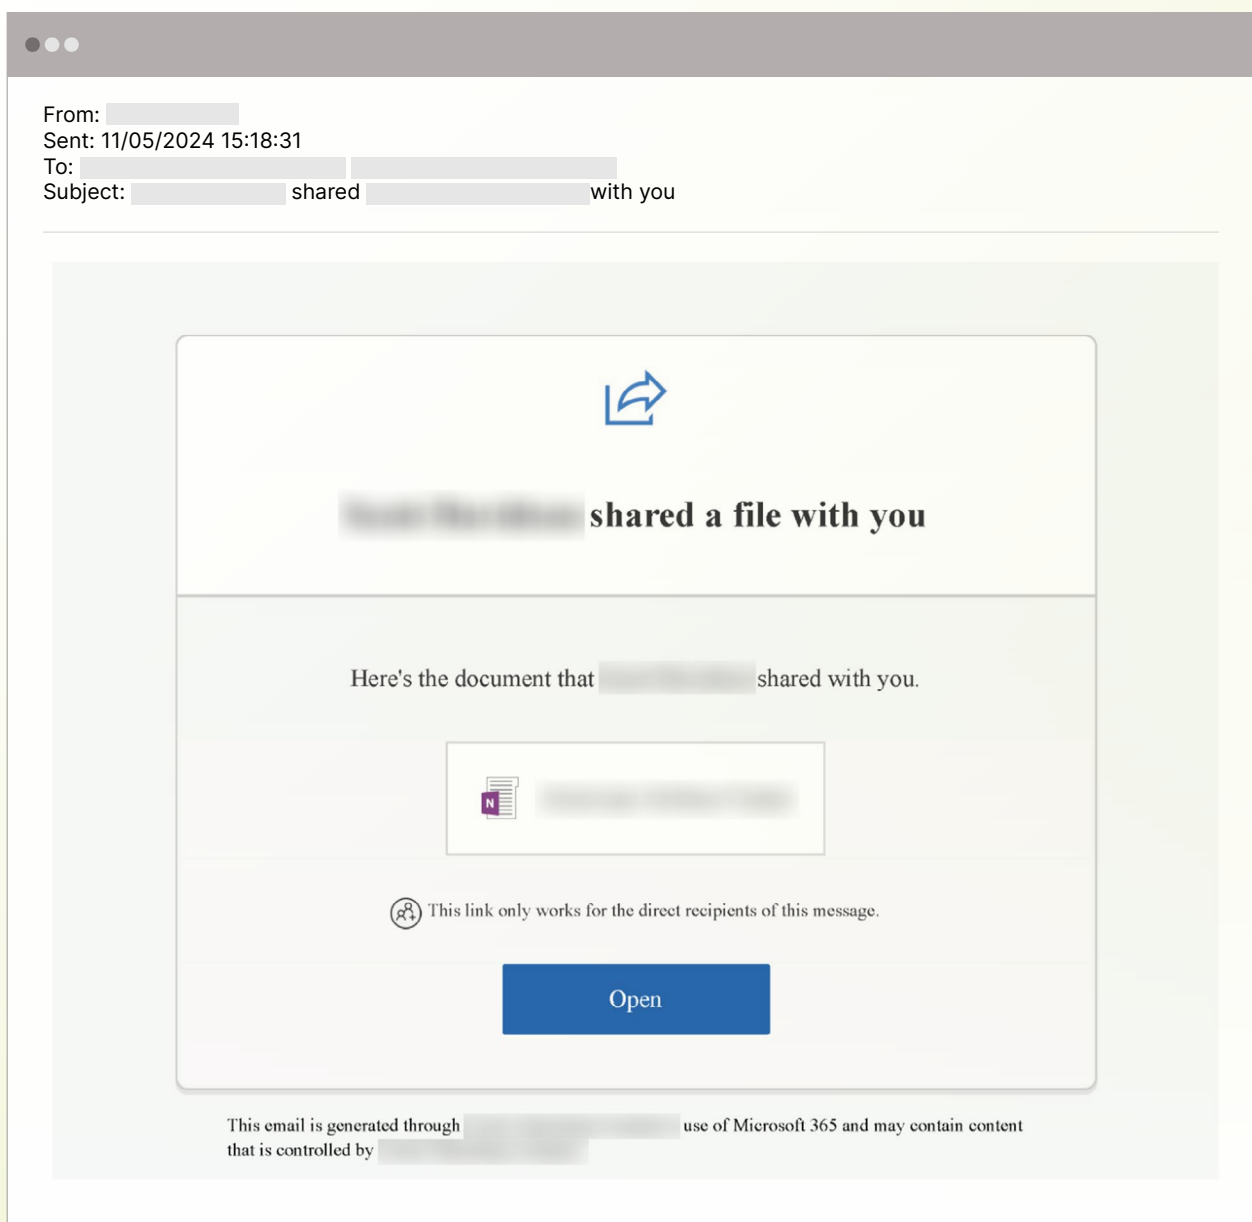 From:
Sent: 11/05/2024 15:18:31
To:
Subject: shared with you
shared a file with you
Here's the document that shared with you.
N
This link only works for the direct recipients of this message.
Open
This email is generated through use of Microsoft 365 and may contain content
that is controlled by